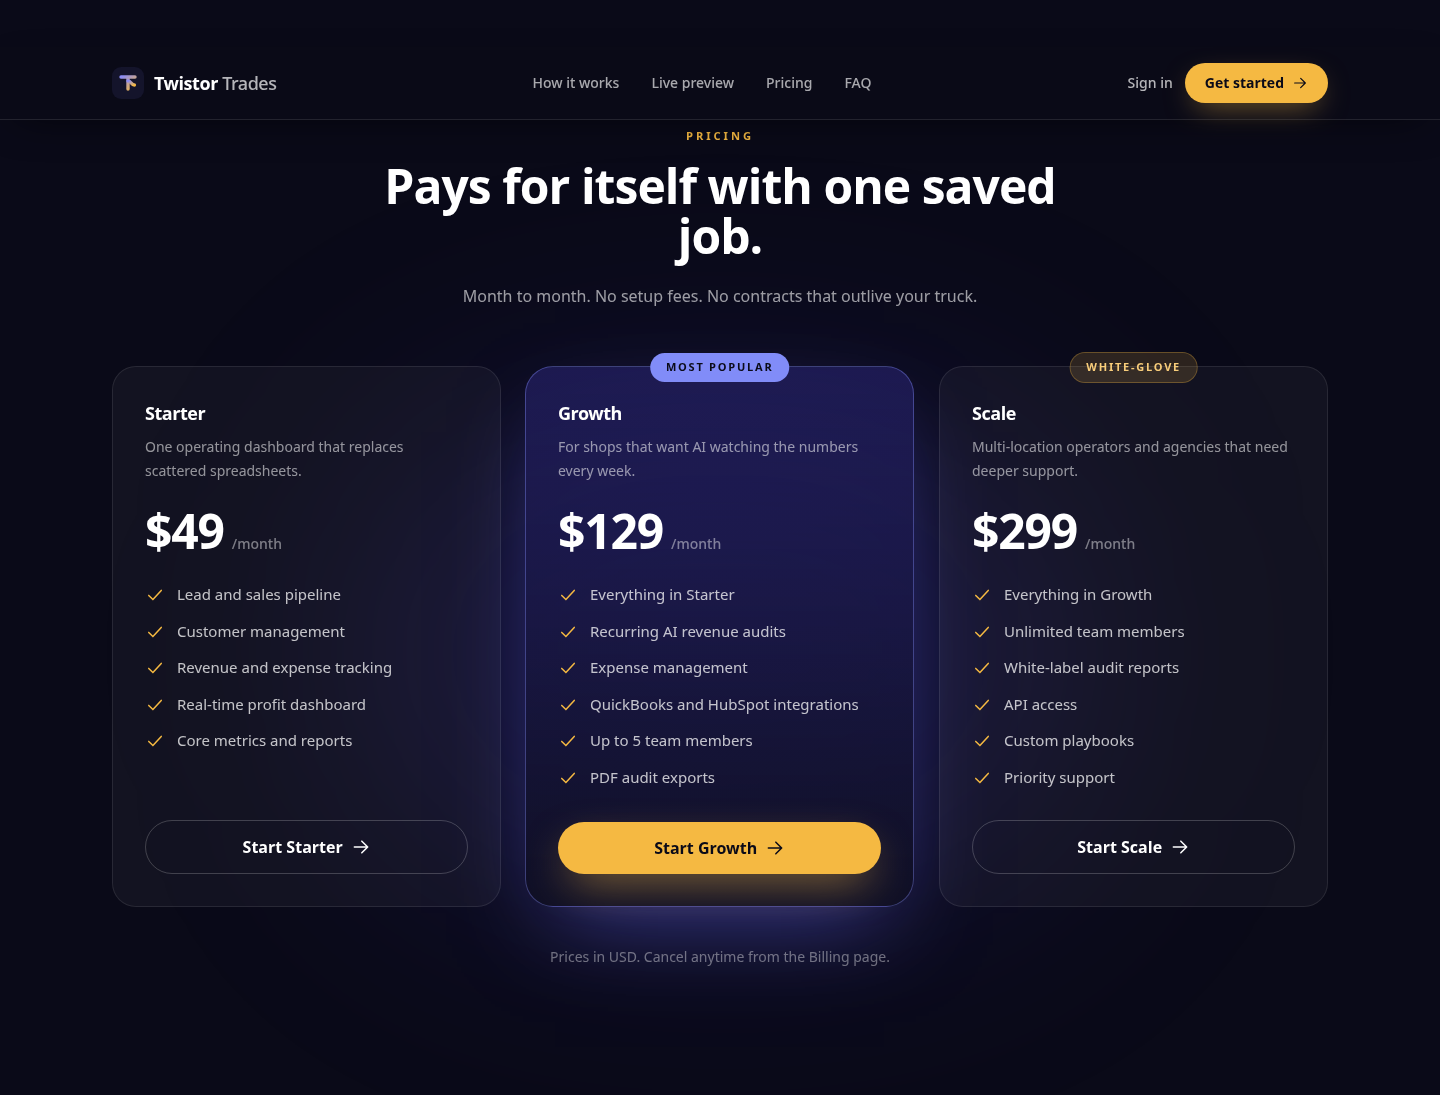 Twistor Trades
How it works
Live preview
Pricing
FAQ
Sign in
Get started
PRICING
Pays for itself with one saved
job.
Month to month. No setup fees. No contracts that outlive your truck.
Starter
One operating dashboard that replaces
scattered spreadsheets.
$49 /month
Lead and sales pipeline
Customer management
Revenue and expense tracking
Real-time profit dashboard
Core metrics and reports
Start Starter
MOST POPULAR
Growth
For shops that want AI watching the numbers
every week.
$129 /month
Everything in Starter
Recurring AI revenue audits
Expense management
QuickBooks and HubSpot integrations
Up to 5 team members
PDF audit exports
Start Growth
WHITE-GLOVE
Scale
Multi-location operators and agencies that need
deeper support.
$299 /month
Everything in Growth
Unlimited team members
White-label audit reports
API access
Custom playbooks
Priority support
Start Scale
Prices in USD. Cancel anytime from the Billing page.